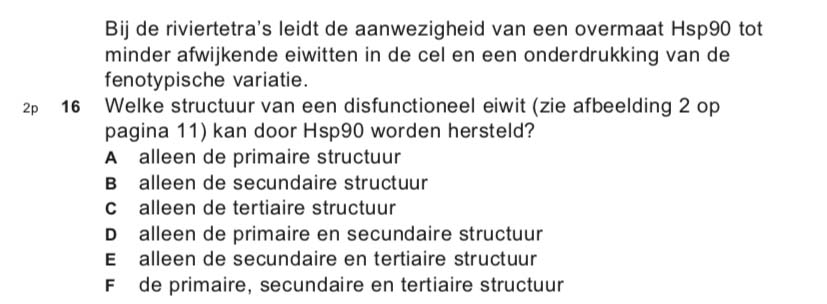 Bij de riviertetra's leidt de aanwezigheid van een overmaat Hsp90 tot
minder afwijkende eiwitten in de cel en een onderdrukking van de
fenotypische variatie.
2p 16 Welke structuur van een disfunctioneel eiwit (zie afbeelding 2 op
pagina 11) kan door Hsp90 worden hersteld?
A alleen de primaire structuur
B alleen de secundaire structuur
C alleen de tertiaire structuur
D alleen de primaire en secundaire structuur
E alleen de secundaire en tertiaire structuur
F de primaire, secundaire en tertiaire structuur